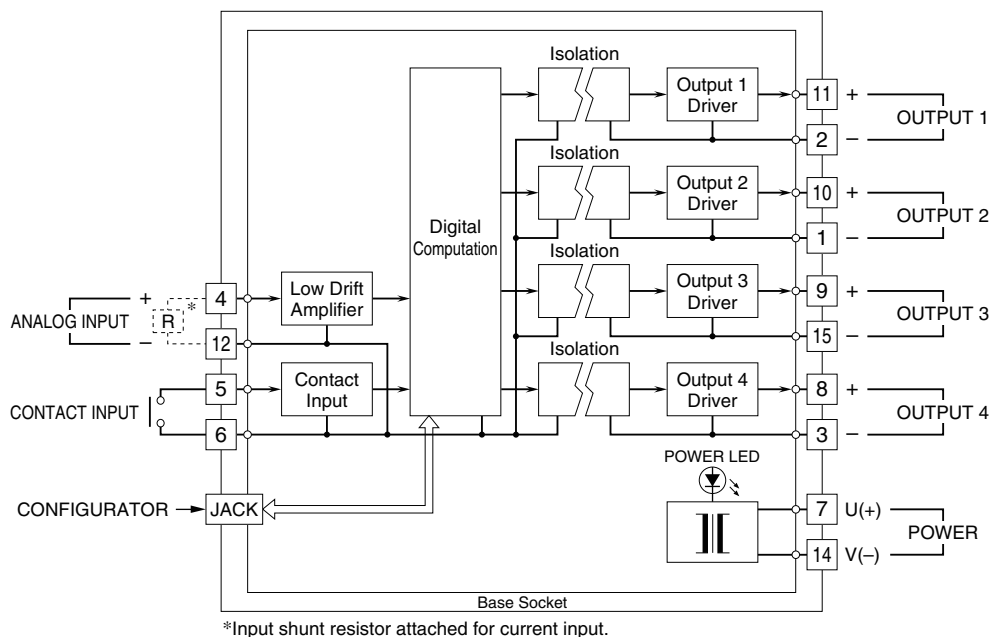 Isolation
Output 1
Driver
11
+
2
−
OUTPUT 1
Isolation
Output 2
Driver
10
+
1
−
OUTPUT 2
Digital
Computation
Isolation
Output 3
Driver
9
+
15
−
OUTPUT 3
Isolation
Output 4
Driver
8
+
3
−
OUTPUT 4
ANALOG INPUT
+
−
R
*
4
12
Low Drift
Amplifier
CONTACT INPUT
5
6
Contact
Input
CONFIGURATOR
JACK
POWER LED
7
U(+)
14
V(–)
POWER
Base Socket
*Input shunt resistor attached for current input.